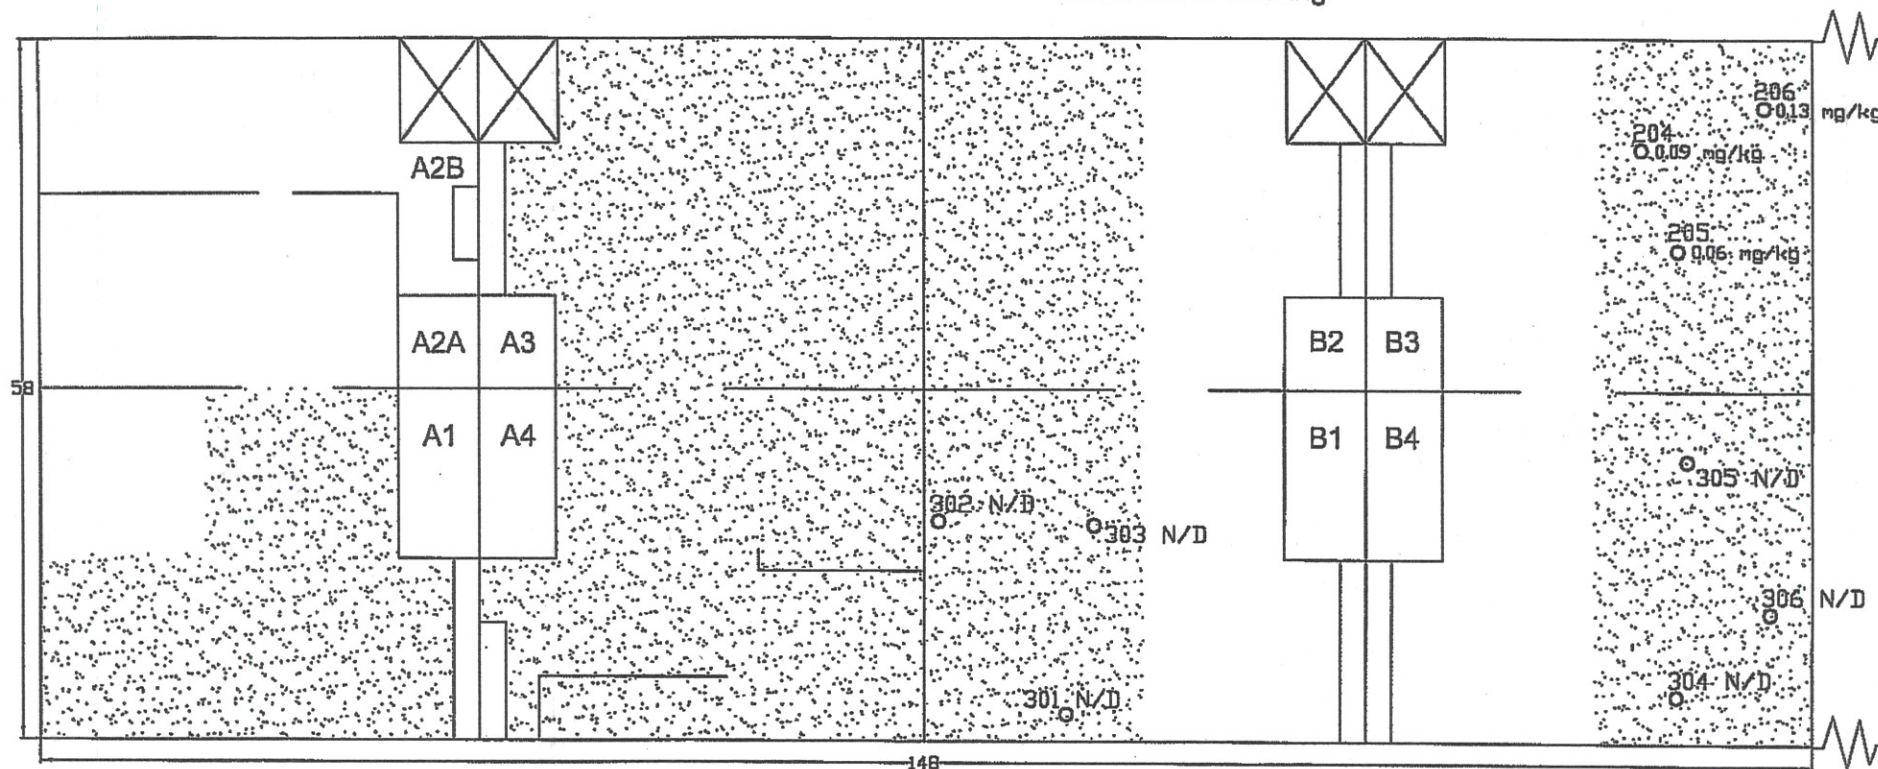 206
0.13 mg/kg
204
0.09 mg/kg
A2B
205
0.06 mg/kg
A2A A3 B2 B3
58
A1 A4 B1 B4
305 N/D
302 N/D
303 N/D
306 N/D
304 N/D
301 N/D
148